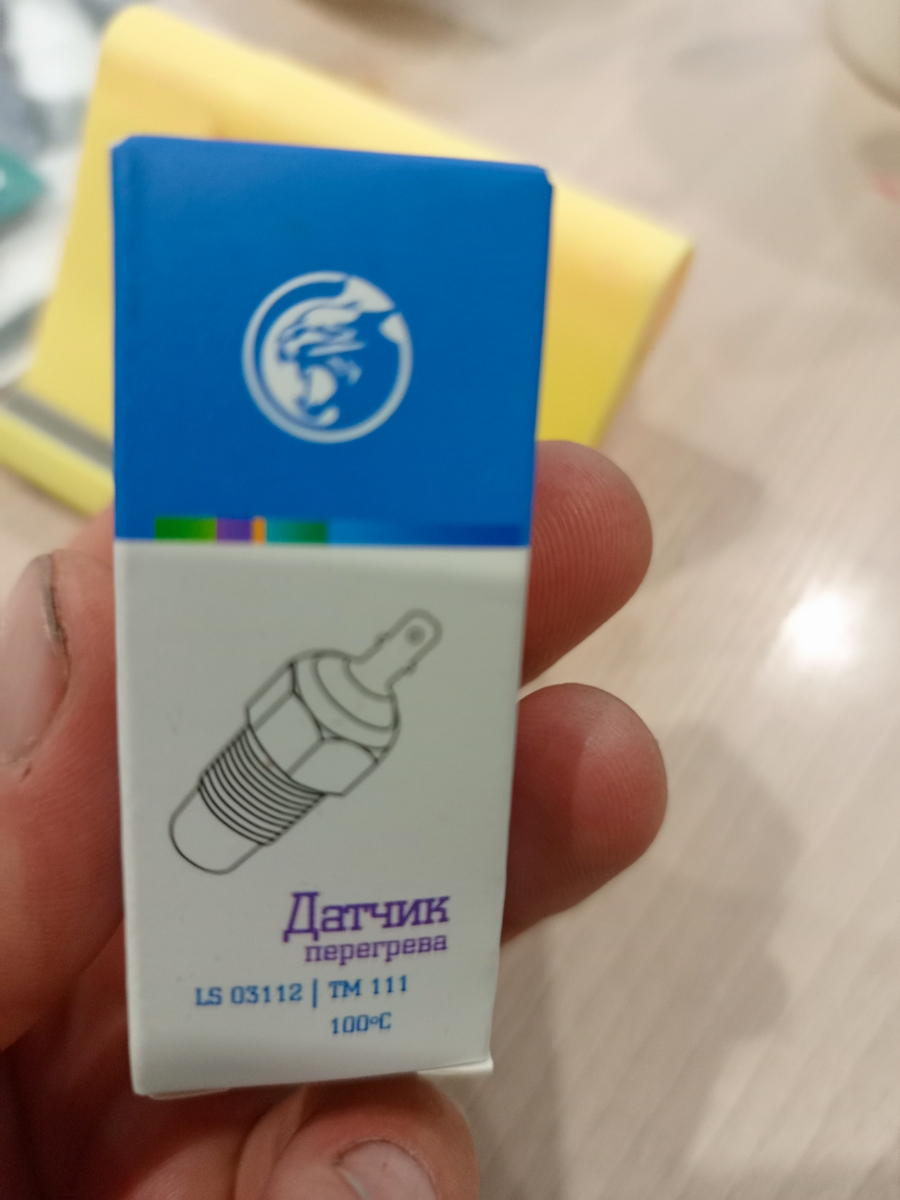 Датчик
перегрева
LS 03112 | TM 111
100°C